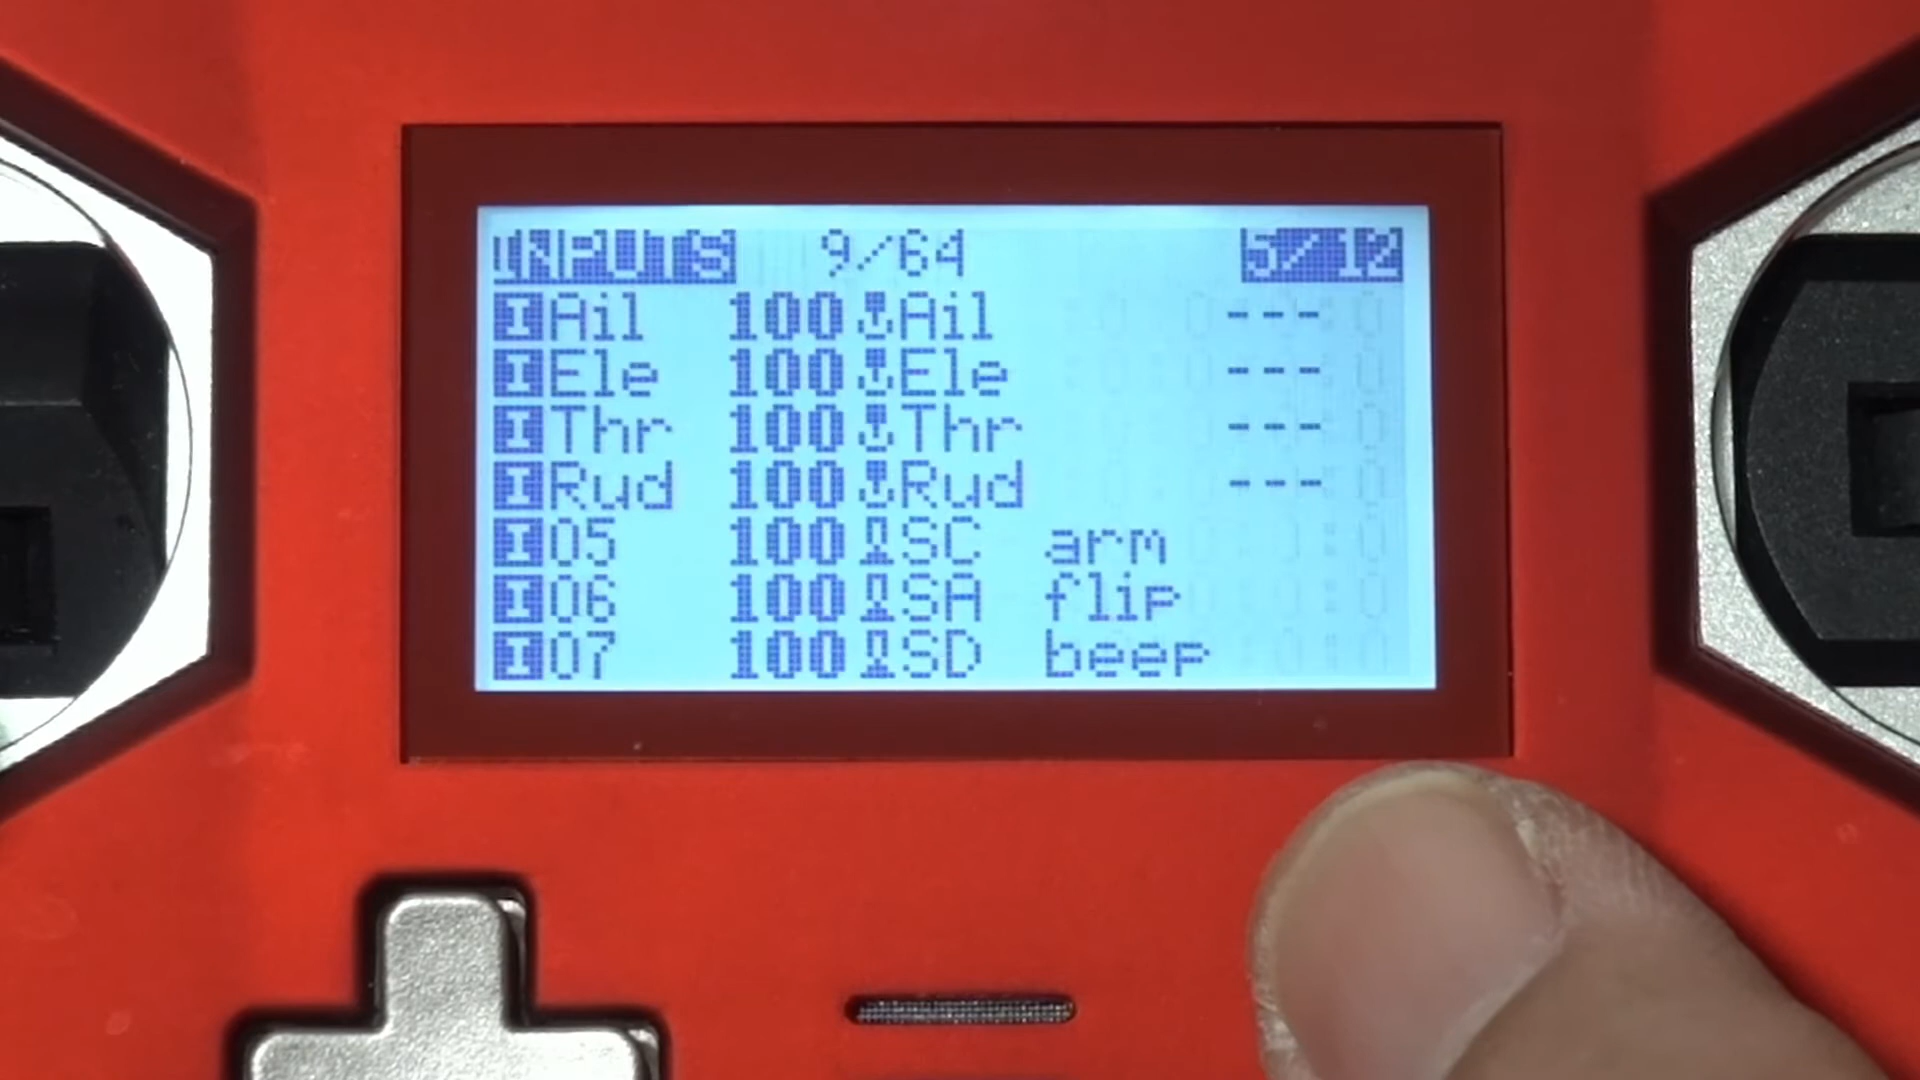 INPUTS 9/64 5/12
I Ail 100 Ail ---
I Ele 100 Ele ---
I Thr 100 Thr ---
I Rud 100 Rud ---
I 05 100 SC arm
I 06 100 SA flip
I 07 100 SD beep